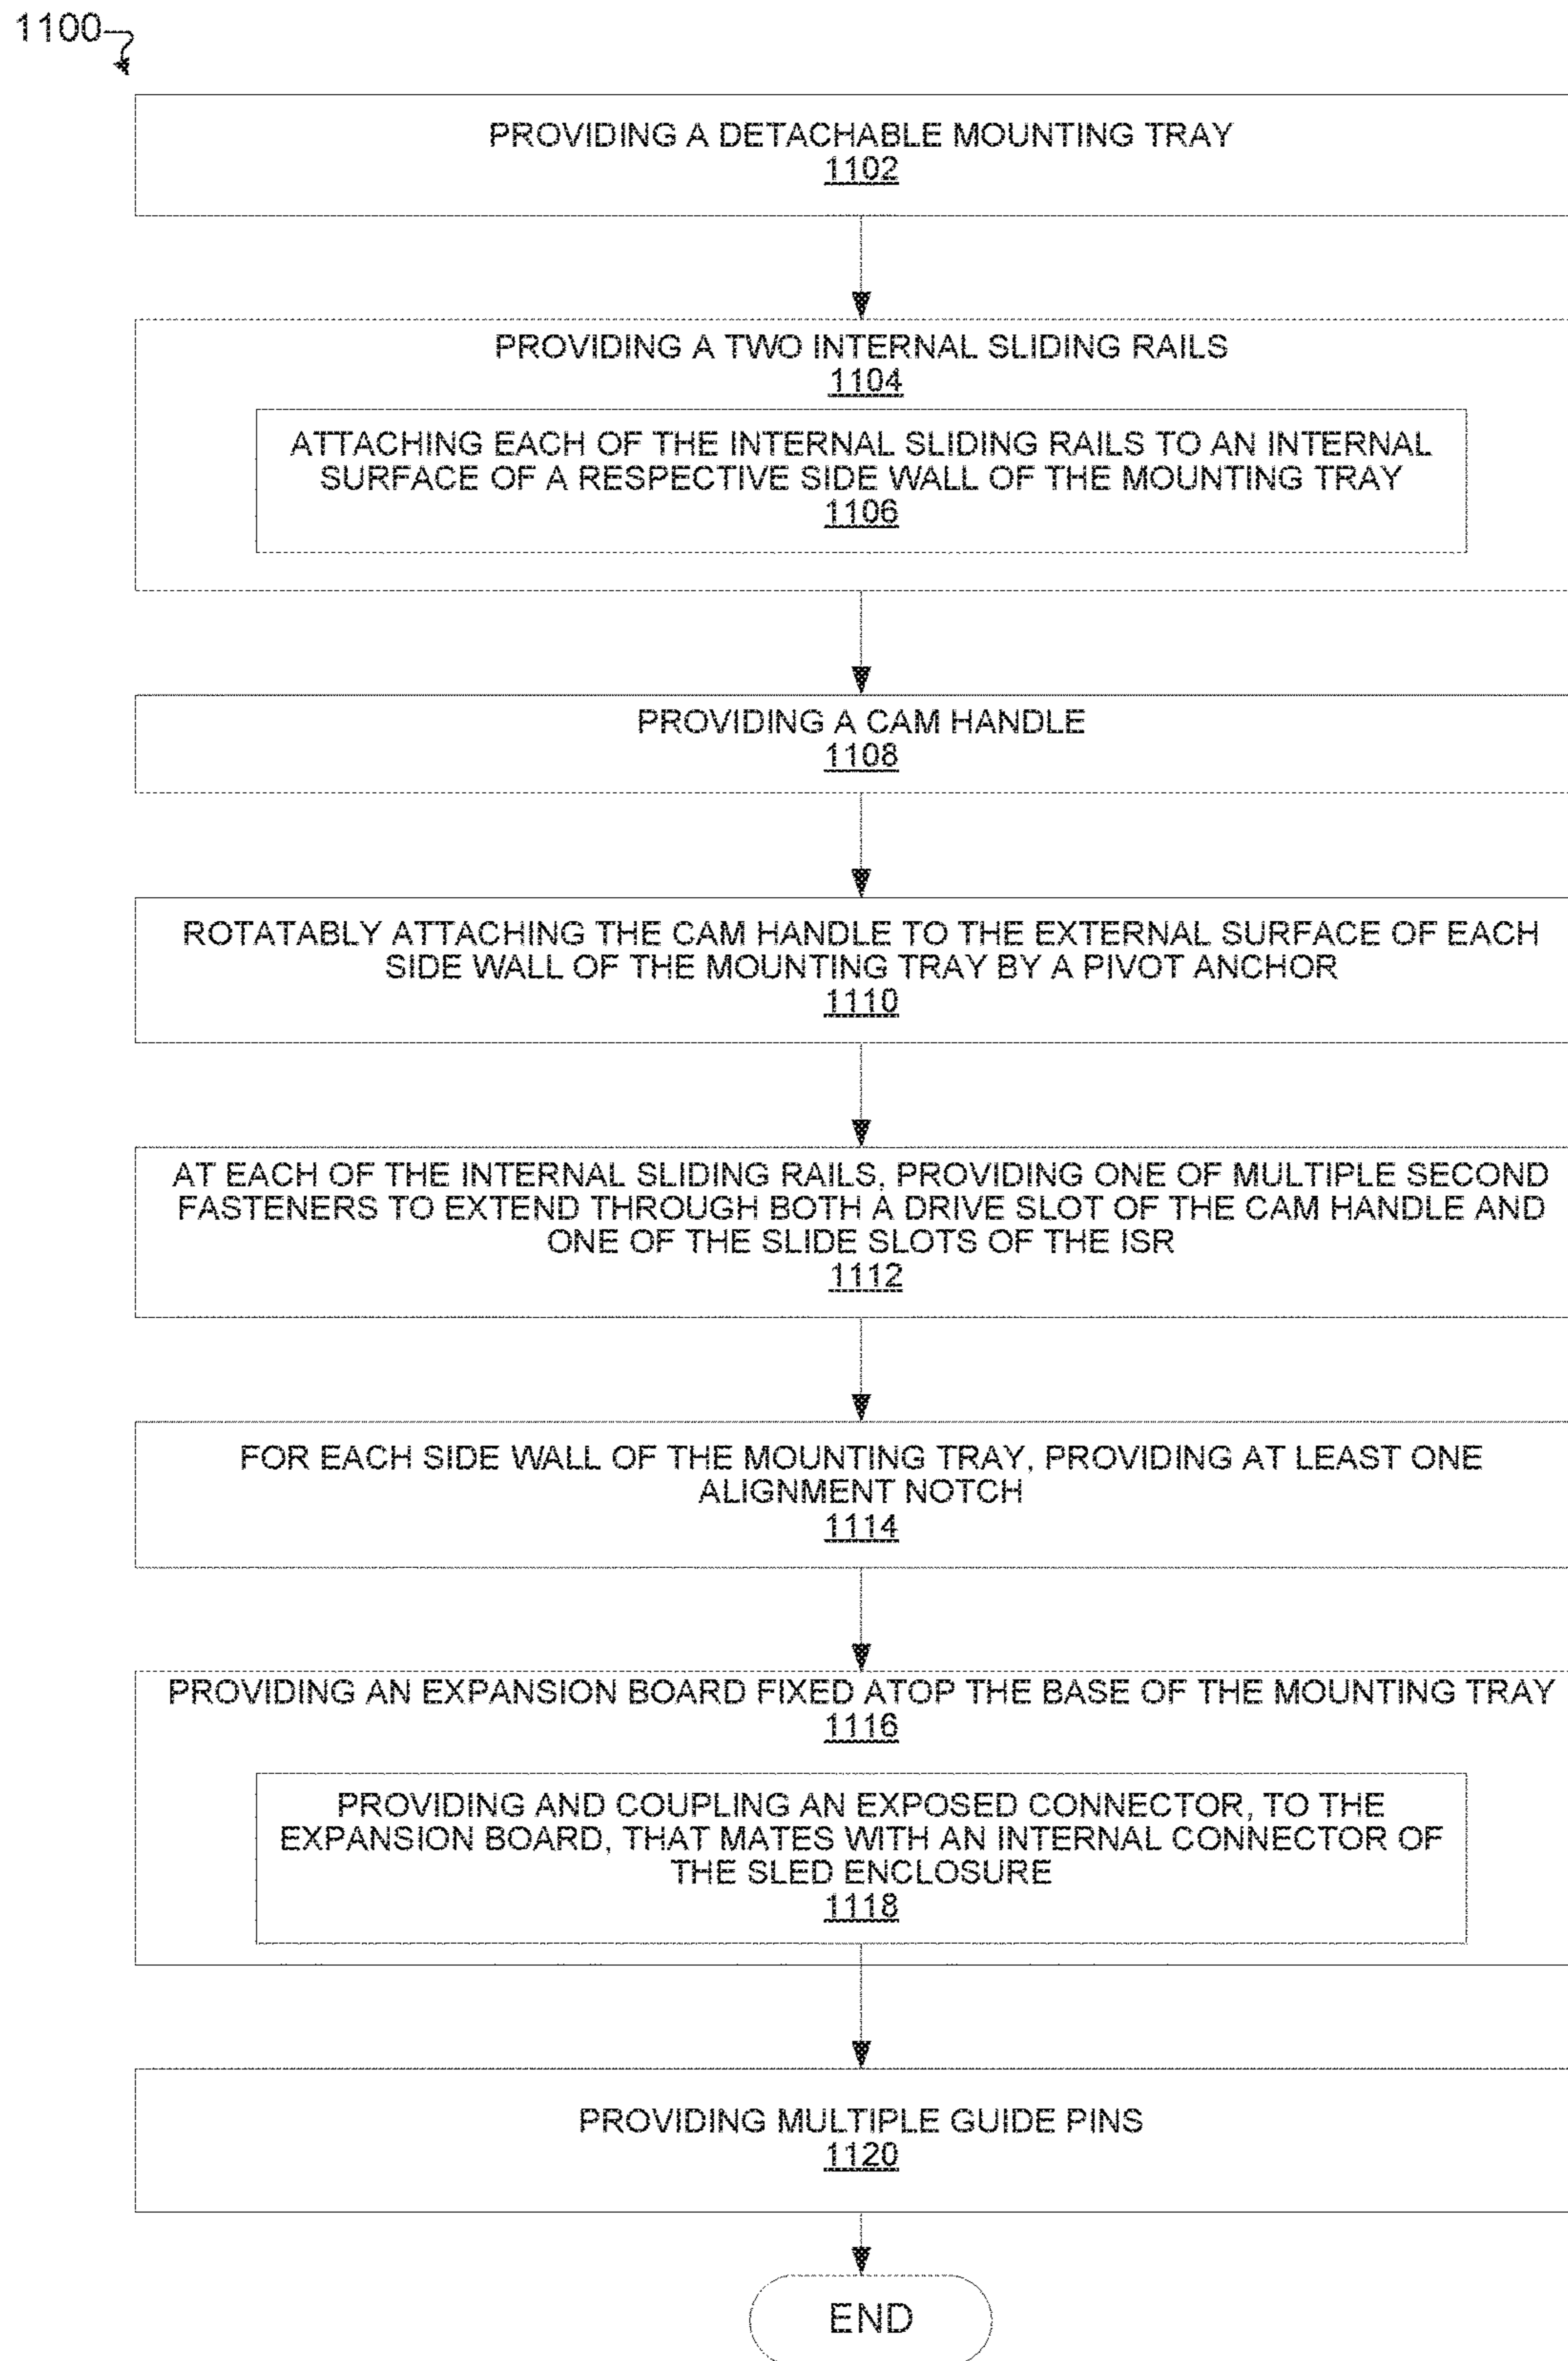 1100
PROVIDING A DETACHABLE MOUNTING TRAY
1102
PROVIDING A TWO INTERNAL SLIDING RAILS
1104
ATTACHING EACH OF THE INTERNAL SLIDING RAILS TO AN INTERNAL
SURFACE OF A RESPECTIVE SIDE WALL OF THE MOUNTING TRAY
1106
PROVIDING A CAM HANDLE
1108
ROTATABLY ATTACHING THE CAM HANDLE TO THE EXTERNAL SURFACE OF EACH
SIDE WALL OF THE MOUNTING TRAY BY A PIVOT ANCHOR
1110
AT EACH OF THE INTERNAL SLIDING RAILS, PROVIDING ONE OF MULTIPLE SECOND
FASTENERS TO EXTEND THROUGH BOTH A DRIVE SLOT OF THE CAM HANDLE AND
ONE OF THE SLIDE SLOTS OF THE ISR
1112
FOR EACH SIDE WALL OF THE MOUNTING TRAY, PROVIDING AT LEAST ONE
ALIGNMENT NOTCH
1114
PROVIDING AN EXPANSION BOARD FIXED ATOP THE BASE OF THE MOUNTING TRAY
1116
PROVIDING AND COUPLING AN EXPOSED CONNECTOR, TO THE
EXPANSION BOARD, THAT MATES WITH AN INTERNAL CONNECTOR OF
THE SLED ENCLOSURE
1118
PROVIDING MULTIPLE GUIDE PINS
1120
END